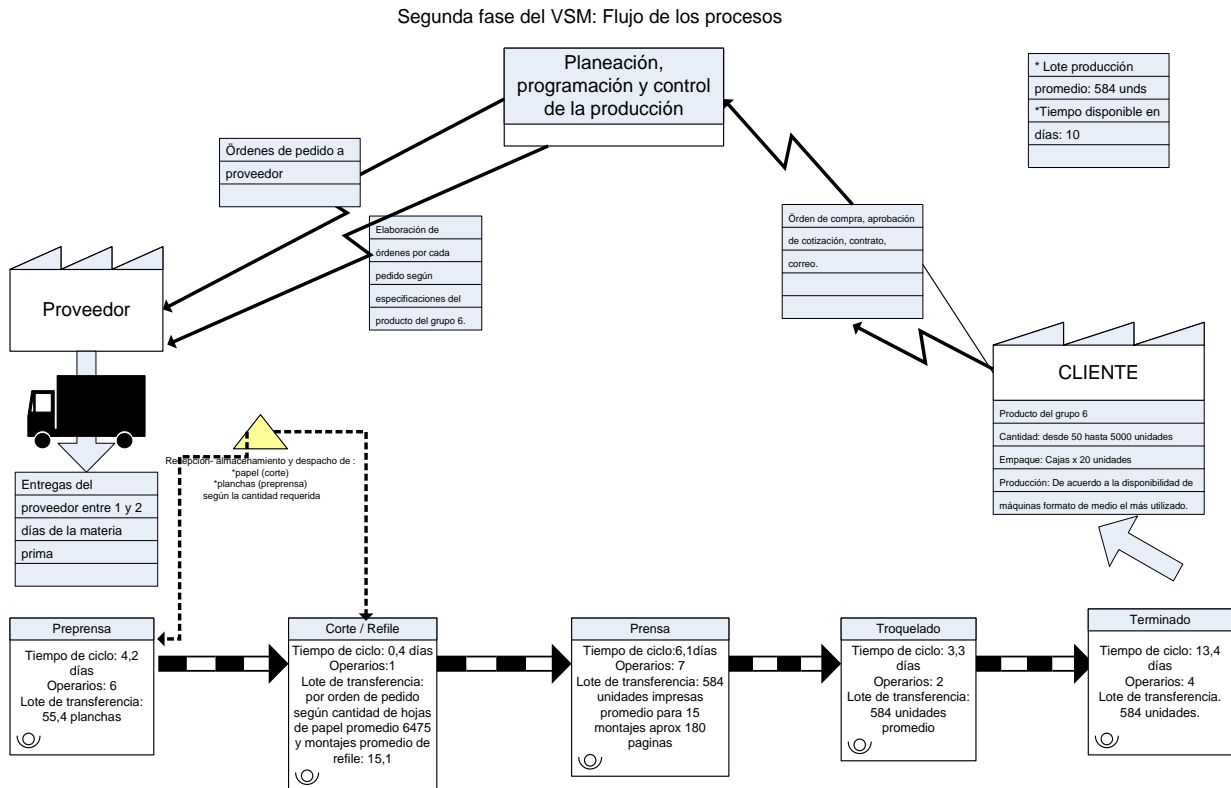 Segunda fase del VSM: Flujo de los procesos
Planeación,
programación y control
de la producción
* Lote producción
promedio: 584 unds
*Tiempo disponible en
días: 10
Órdenes de pedido a
proveedor
Elaboración de
órdenes por cada
pedido según
especificaciones del
producto del grupo 6.
Órden de compra, aprobación
de cotización, contrato,
correo.
Proveedor
CLIENTE
Producto del grupo 6
Cantidad: desde 50 hasta 5000 unidades
Empaque: Cajas x 20 unidades
Producción: De acuerdo a la disponibilidad de
máquinas formato de medio el más utilizado.
Recepción- almacenamiento y despacho de :
*papel (corte)
*planchas (preprensa)
según la cantidad requerida
Entregas del
proveedor entre 1 y 2
días de la materia
prima
Preprensa
Tiempo de ciclo: 4,2
días
Operarios: 6
Lote de transferencia:
55,4 planchas
Corte / Refile
Tiempo de ciclo: 0,4 días
Operarios:1
Lote de transferencia:
por orden de pedido
según cantidad de hojas
de papel promedio 6475
y montajes promedio de
refile: 15,1
Prensa
Tiempo de ciclo:6,1días
Operarios: 7
Lote de transferencia: 584
unidades impresas
promedio para 15
montajes aprox 180
paginas
Troquelado
Tiempo de ciclo: 3,3
días
Operarios: 2
Lote de transferencia:
584 unidades
promedio
Terminado
Tiempo de ciclo: 13,4
días
Operarios: 4
Lote de transferencia.
584 unidades.